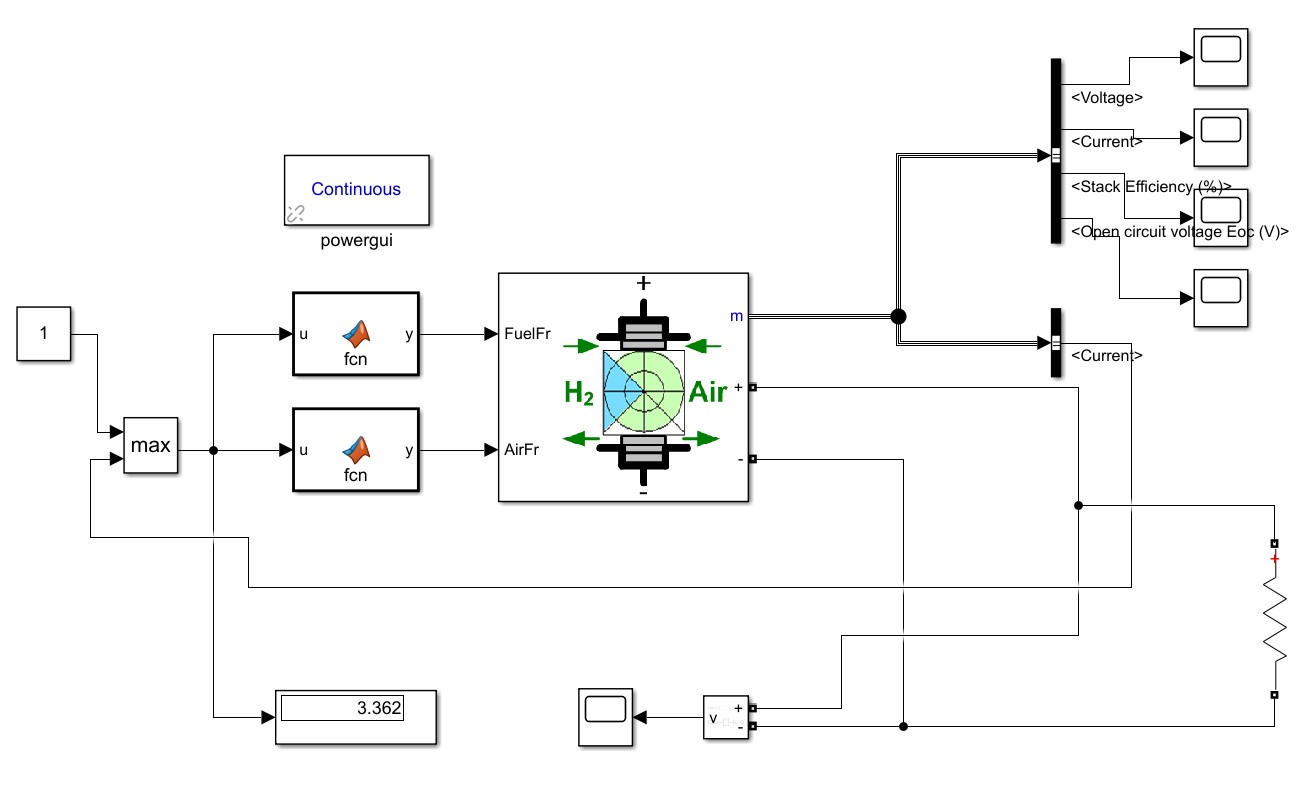 <Voltage>
<Current>
Continuous
<Stack Efficiency (%)>
powergui
<Open circuit voltage Eoc (V)>
+
m
1
u
y
fcn
FuelFr
<Current>
H2
Air
+
max
u
y
fcn
AirFr
-
-
+
3.362
v
+
-